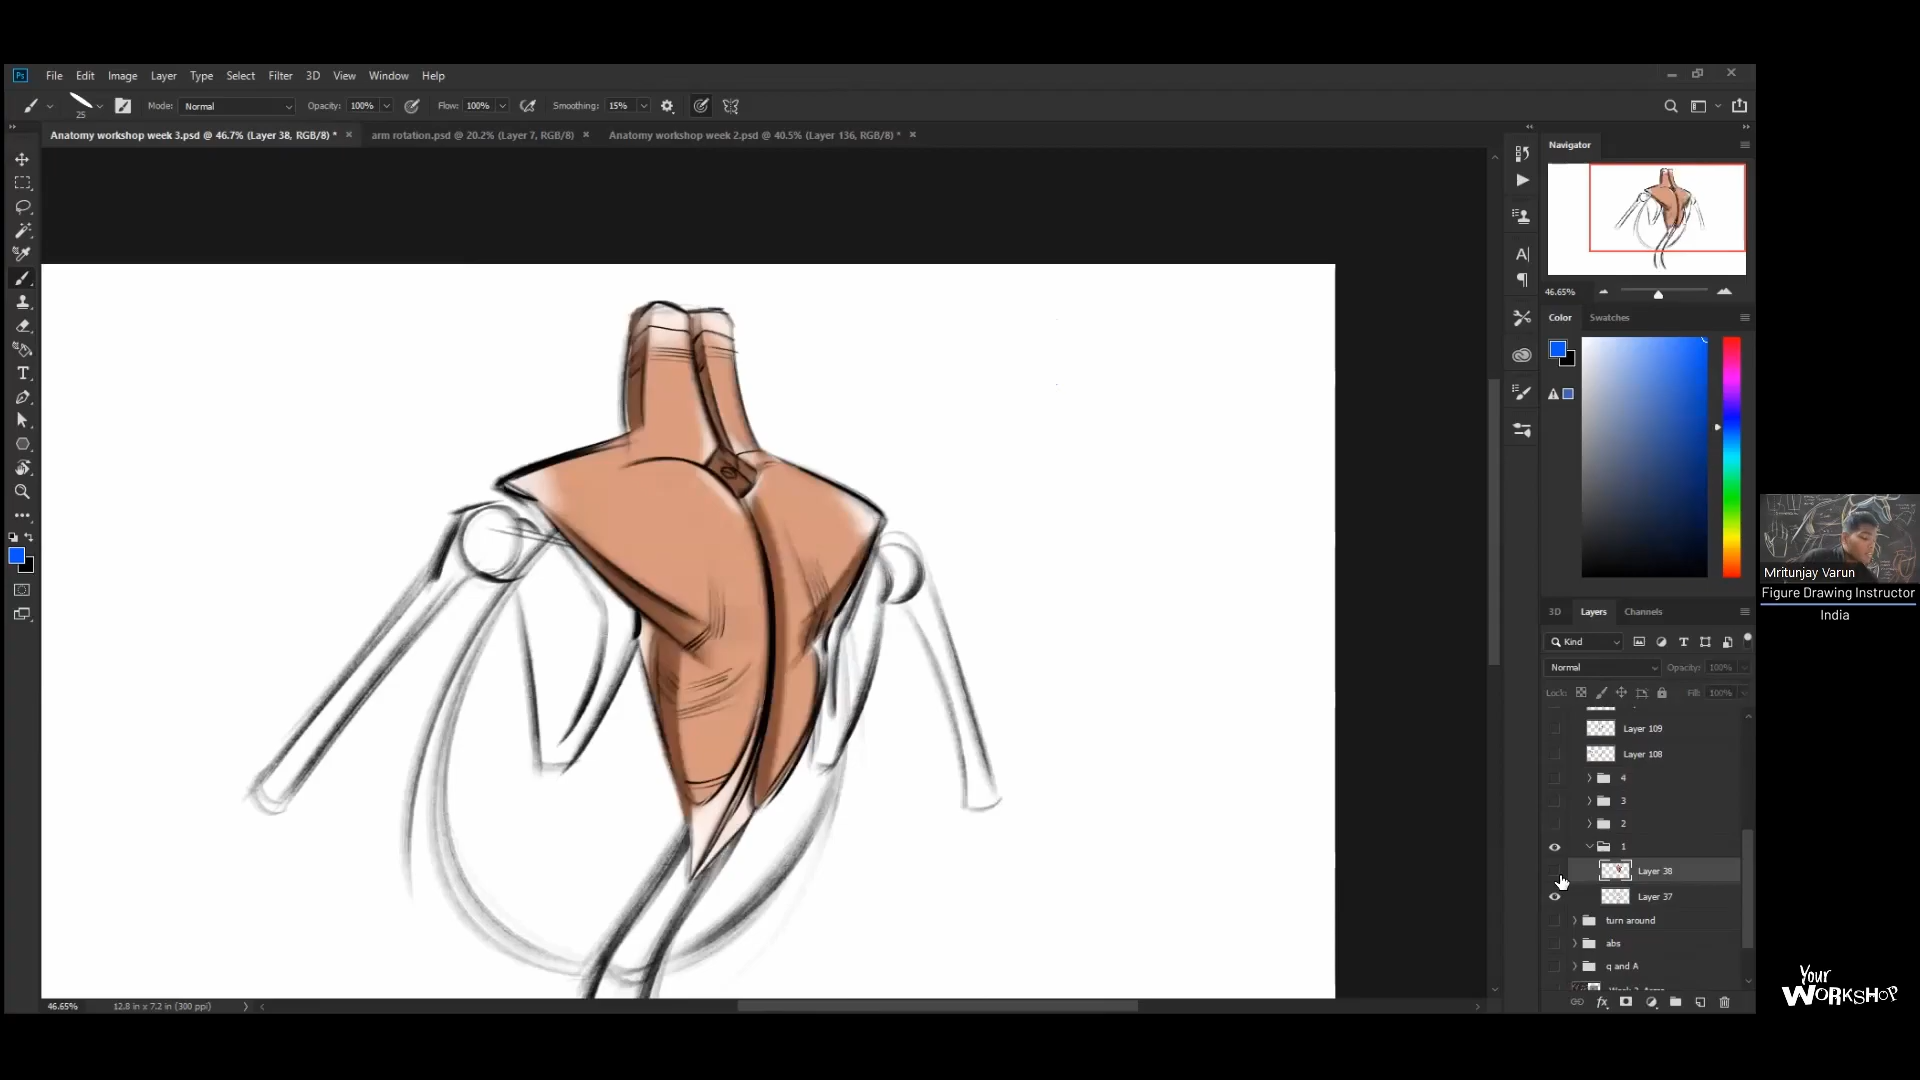 Ps File Edit Image Layer Type Select Filter 3D View Window Help
25 Mode: Normal Opacity: 100% Flow: 100% Smoothing: 15%
Anatomy workshop week 3.psd @ 46.7% (Layer 38, RGB/8) * arm rotation.psd @ 20.2% (Layer 7, RGB/8) Anatomy workshop week 2.psd @ 40.5% (Layer 136, RGB/8) *
Navigator
46.65%
Color Swatches
Mritunjay Varun
Figure Drawing Instructor
India
3D Layers Channels
Kind
Normal Opacity: 100%
Lock: Fill: 100%
Layer 109
Layer 108
4
3
2
1
Layer 38
Layer 37
turn around
abs
q and A
46.65% 12.8 in x 7.2 in (300 ppi)
Your
WORKSHOP